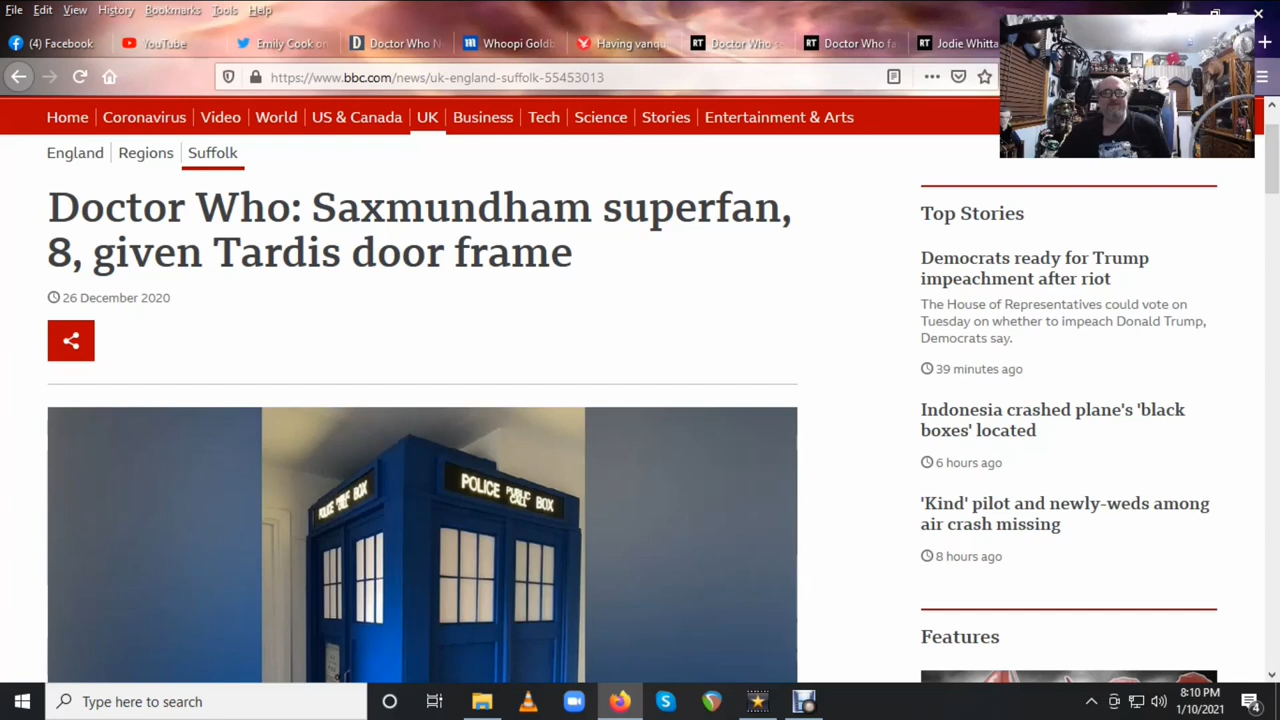 File Edit View History Bookmarks Tools Help
(4) Facebook YouTube Emily Cook on Doctor Who N Whoopi Goldb Having vanqu Doctor Who s Doctor Who fa Jodie Whitta
https://www.bbc.com/news/uk-england-suffolk-55453013
Home Coronavirus Video World US & Canada UK Business Tech Science Stories Entertainment & Arts
England Regions Suffolk
Doctor Who: Saxmundham superfan,
8, given Tardis door frame
26 December 2020
POLICE PUBLIC CALL BOX
POLICE PUBLIC CALL BOX
Top Stories
Democrats ready for Trump
impeachment after riot
The House of Representatives could vote on
Tuesday on whether to impeach Donald Trump,
Democrats say.
39 minutes ago
Indonesia crashed plane's 'black
boxes' located
6 hours ago
'Kind' pilot and newly-weds among
air crash missing
8 hours ago
Features
Type here to search
8:10 PM
1/10/2021
4